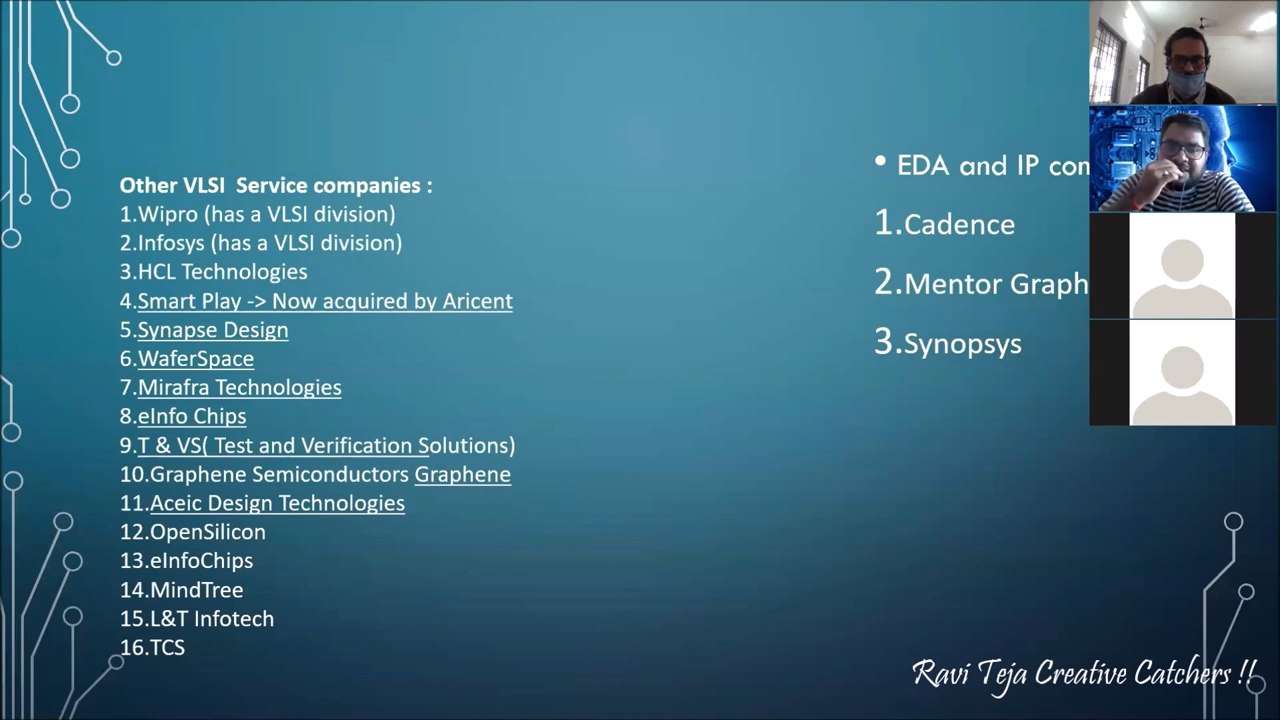 Other VLSI  Service companies :
1.Wipro (has a VLSI division)
2.Infosys (has a VLSI division)
3.HCL Technologies
4.Smart Play -> Now acquired by Aricent
5.Synapse Design
6.WaferSpace
7.Mirafra Technologies
8.eInfo Chips
9.T & VS( Test and Verification Solutions)
10.Graphene Semiconductors Graphene
11.Aceic Design Technologies
12.OpenSilicon
13.eInfoChips
14.MindTree
15.L&T Infotech
16.TCS
• EDA and IP
1.Cadence
2.Mentor
3.Synopsys
Ravi Teja Creative Catchers !!